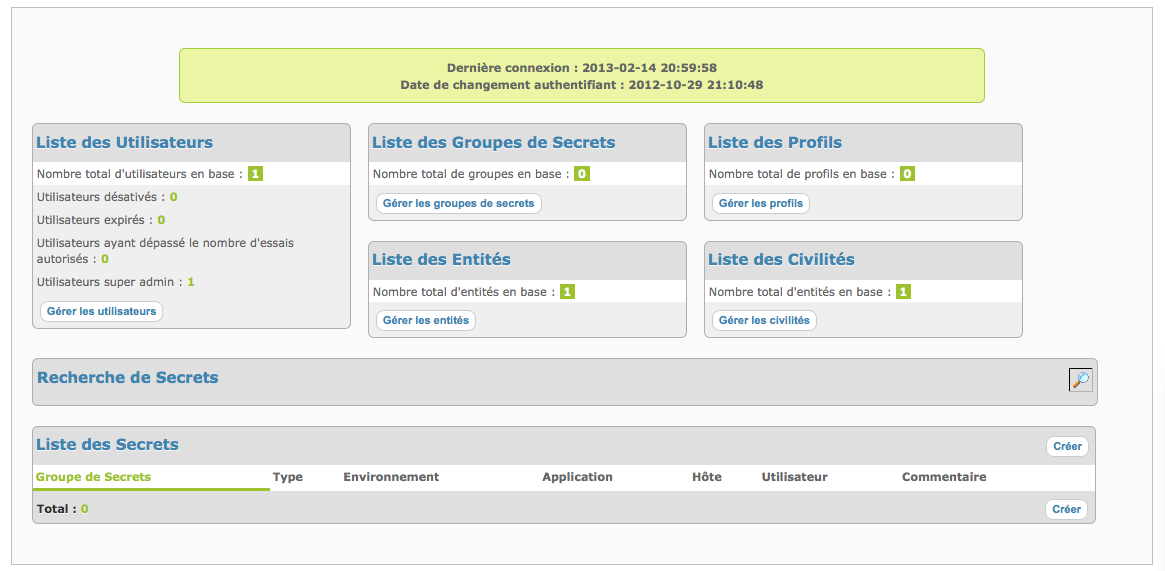 Dernière connexion : 2013-02-14 20:59:58
Date de changement authentifiant : 2012-10-29 21:10:48
Liste des Utilisateurs
Nombre total d'utilisateurs en base : 1
Utilisateurs désativés : 0
Utilisateurs expirés : 0
Utilisateurs ayant dépassé le nombre d'essais
autorisés : 0
Utilisateurs super admin : 1
Gérer les utilisateurs
Liste des Groupes de Secrets
Nombre total de groupes en base : 0
Gérer les groupes de secrets
Liste des Profils
Nombre total de profils en base : 0
Gérer les profils
Liste des Entités
Nombre total d'entités en base : 1
Gérer les entités
Liste des Civilités
Nombre total d'entités en base : 1
Gérer les civilités
Recherche de Secrets
Liste des Secrets Créer
Groupe de Secrets Type Environnement Application Hôte Utilisateur Commentaire
Total : 0 Créer